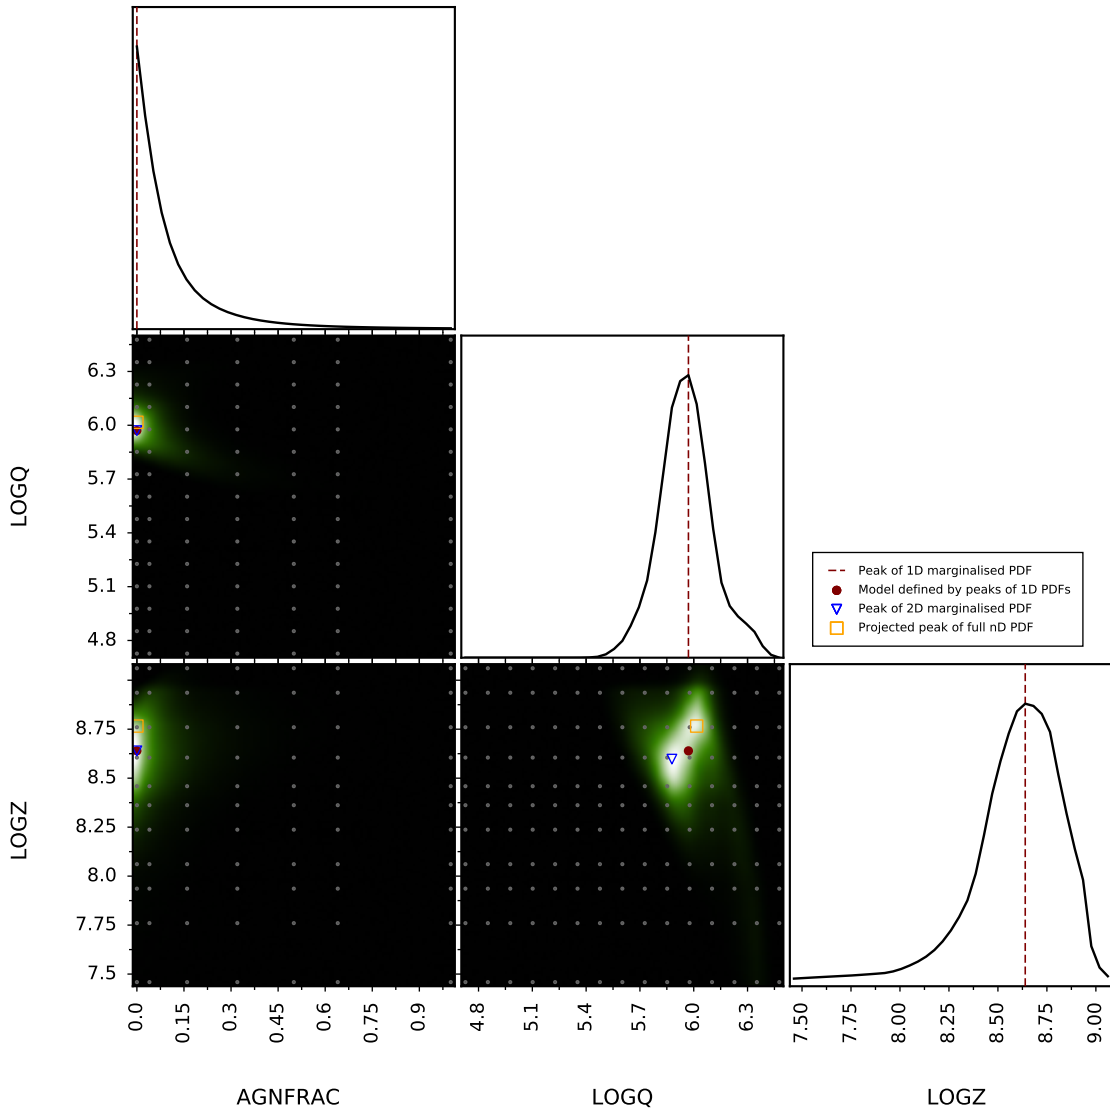 6.3
6.0
5.7
5.4
5.1
4.8
LOGQ
Peak of 1D marginalised PDF
Model defined by peaks of 1D PDFs
Peak of 2D marginalised PDF
Projected peak of full nD PDF
8.75
8.5
8.25
8.0
7.75
7.5
LOGZ
0.0 0.15 0.3 0.45 0.6 0.75 0.9
4.8 5.1 5.4 5.7 6.0 6.3
7.50 7.75 8.00 8.25 8.50 8.75 9.00
AGNFRAC
LOGQ
LOGZ